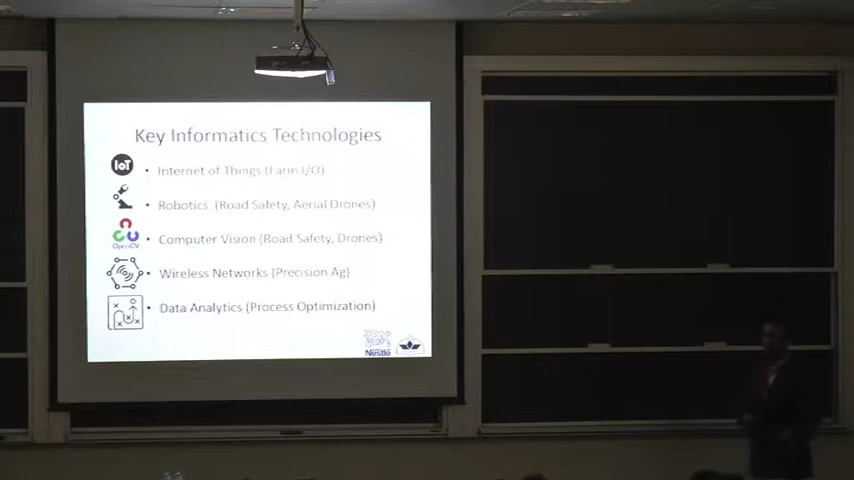 Key Informatics Technologies
IoT
• Internet of Things (Farm I/O)
• Robotics (Road Safety, Aerial Drones)
OpenCV
• Computer Vision (Road Safety, Drones)
• Wireless Networks (Precision Ag)
• Data Analytics (Process Optimization)
Nestlé